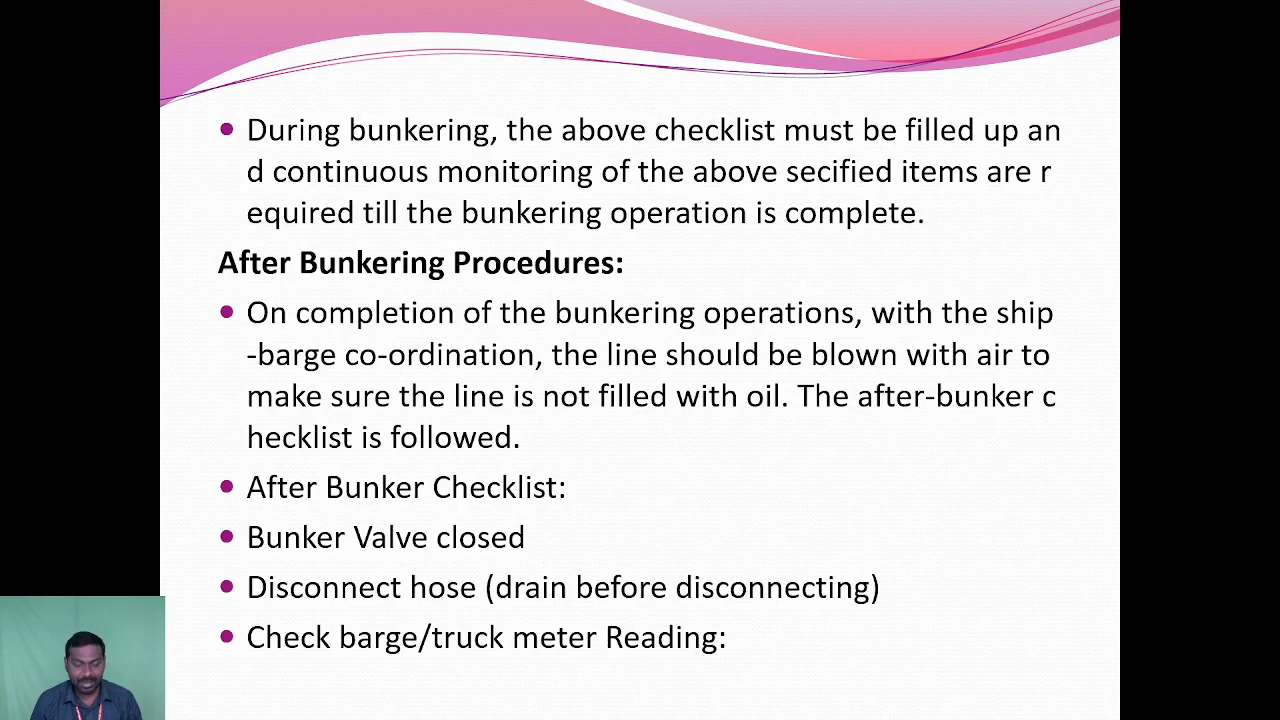 During bunkering, the above checklist must be filled up an
d continuous monitoring of the above secified items are r
equired till the bunkering operation is complete.
After Bunkering Procedures:
On completion of the bunkering operations, with the ship
-barge co-ordination, the line should be blown with air to
make sure the line is not filled with oil. The after-bunker c
hecklist is followed.
After Bunker Checklist:
Bunker Valve closed
Disconnect hose (drain before disconnecting)
Check barge/truck meter Reading: